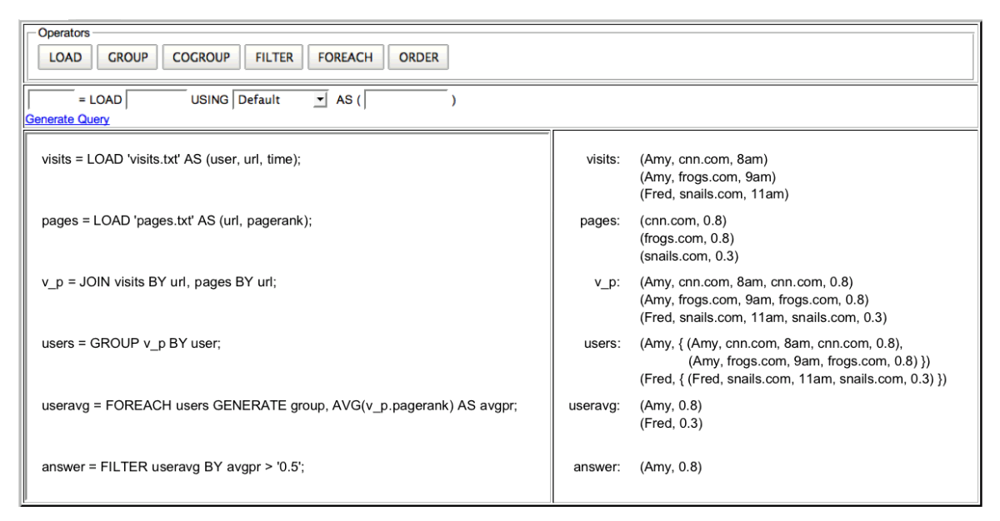 Operators
LOAD GROUP COGROUP FILTER FOREACH ORDER
= LOAD USING Default AS ( )
Generate Query
visits = LOAD 'visits.txt' AS (user, url, time);
visits: (Amy, cnn.com, 8am)
(Amy, frogs.com, 9am)
(Fred, snails.com, 11am)
pages = LOAD 'pages.txt' AS (url, pagerank);
pages: (cnn.com, 0.8)
(frogs.com, 0.8)
(snails.com, 0.3)
v_p = JOIN visits BY url, pages BY url;
v_p: (Amy, cnn.com, 8am, cnn.com, 0.8)
(Amy, frogs.com, 9am, frogs.com, 0.8)
(Fred, snails.com, 11am, snails.com, 0.3)
users = GROUP v_p BY user;
users: (Amy, { (Amy, cnn.com, 8am, cnn.com, 0.8),
(Amy, frogs.com, 9am, frogs.com, 0.8) })
(Fred, { (Fred, snails.com, 11am, snails.com, 0.3) })
useravg = FOREACH users GENERATE group, AVG(v_p.pagerank) AS avgpr;
useravg: (Amy, 0.8)
(Fred, 0.3)
answer = FILTER useravg BY avgpr > '0.5';
answer: (Amy, 0.8)